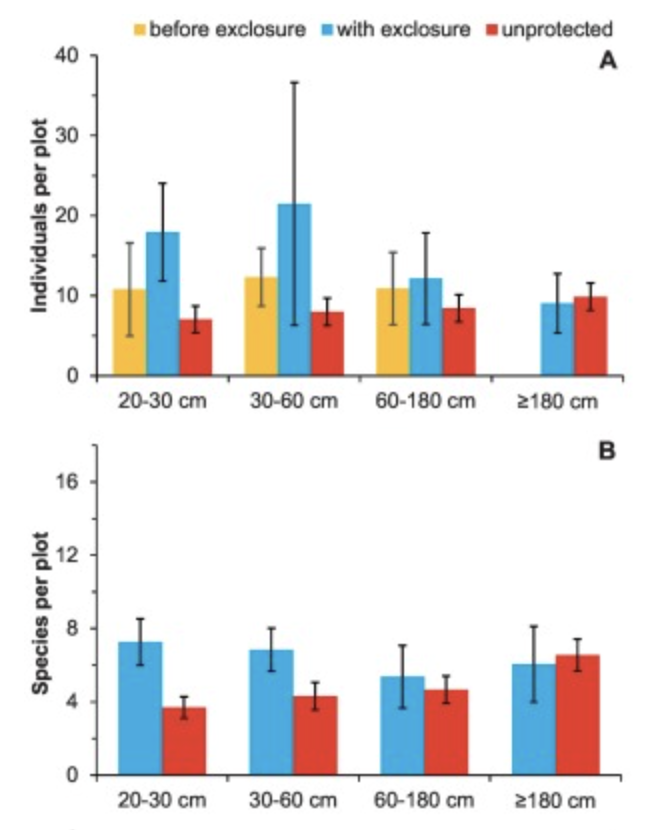 before exclosure with exclosure unprotected
A
40
30
20
10
0
Individuals per plot
20-30 cm 30-60 cm 60-180 cm ≥180 cm
B
16
12
8
4
0
Species per plot
20-30 cm 30-60 cm 60-180 cm ≥180 cm